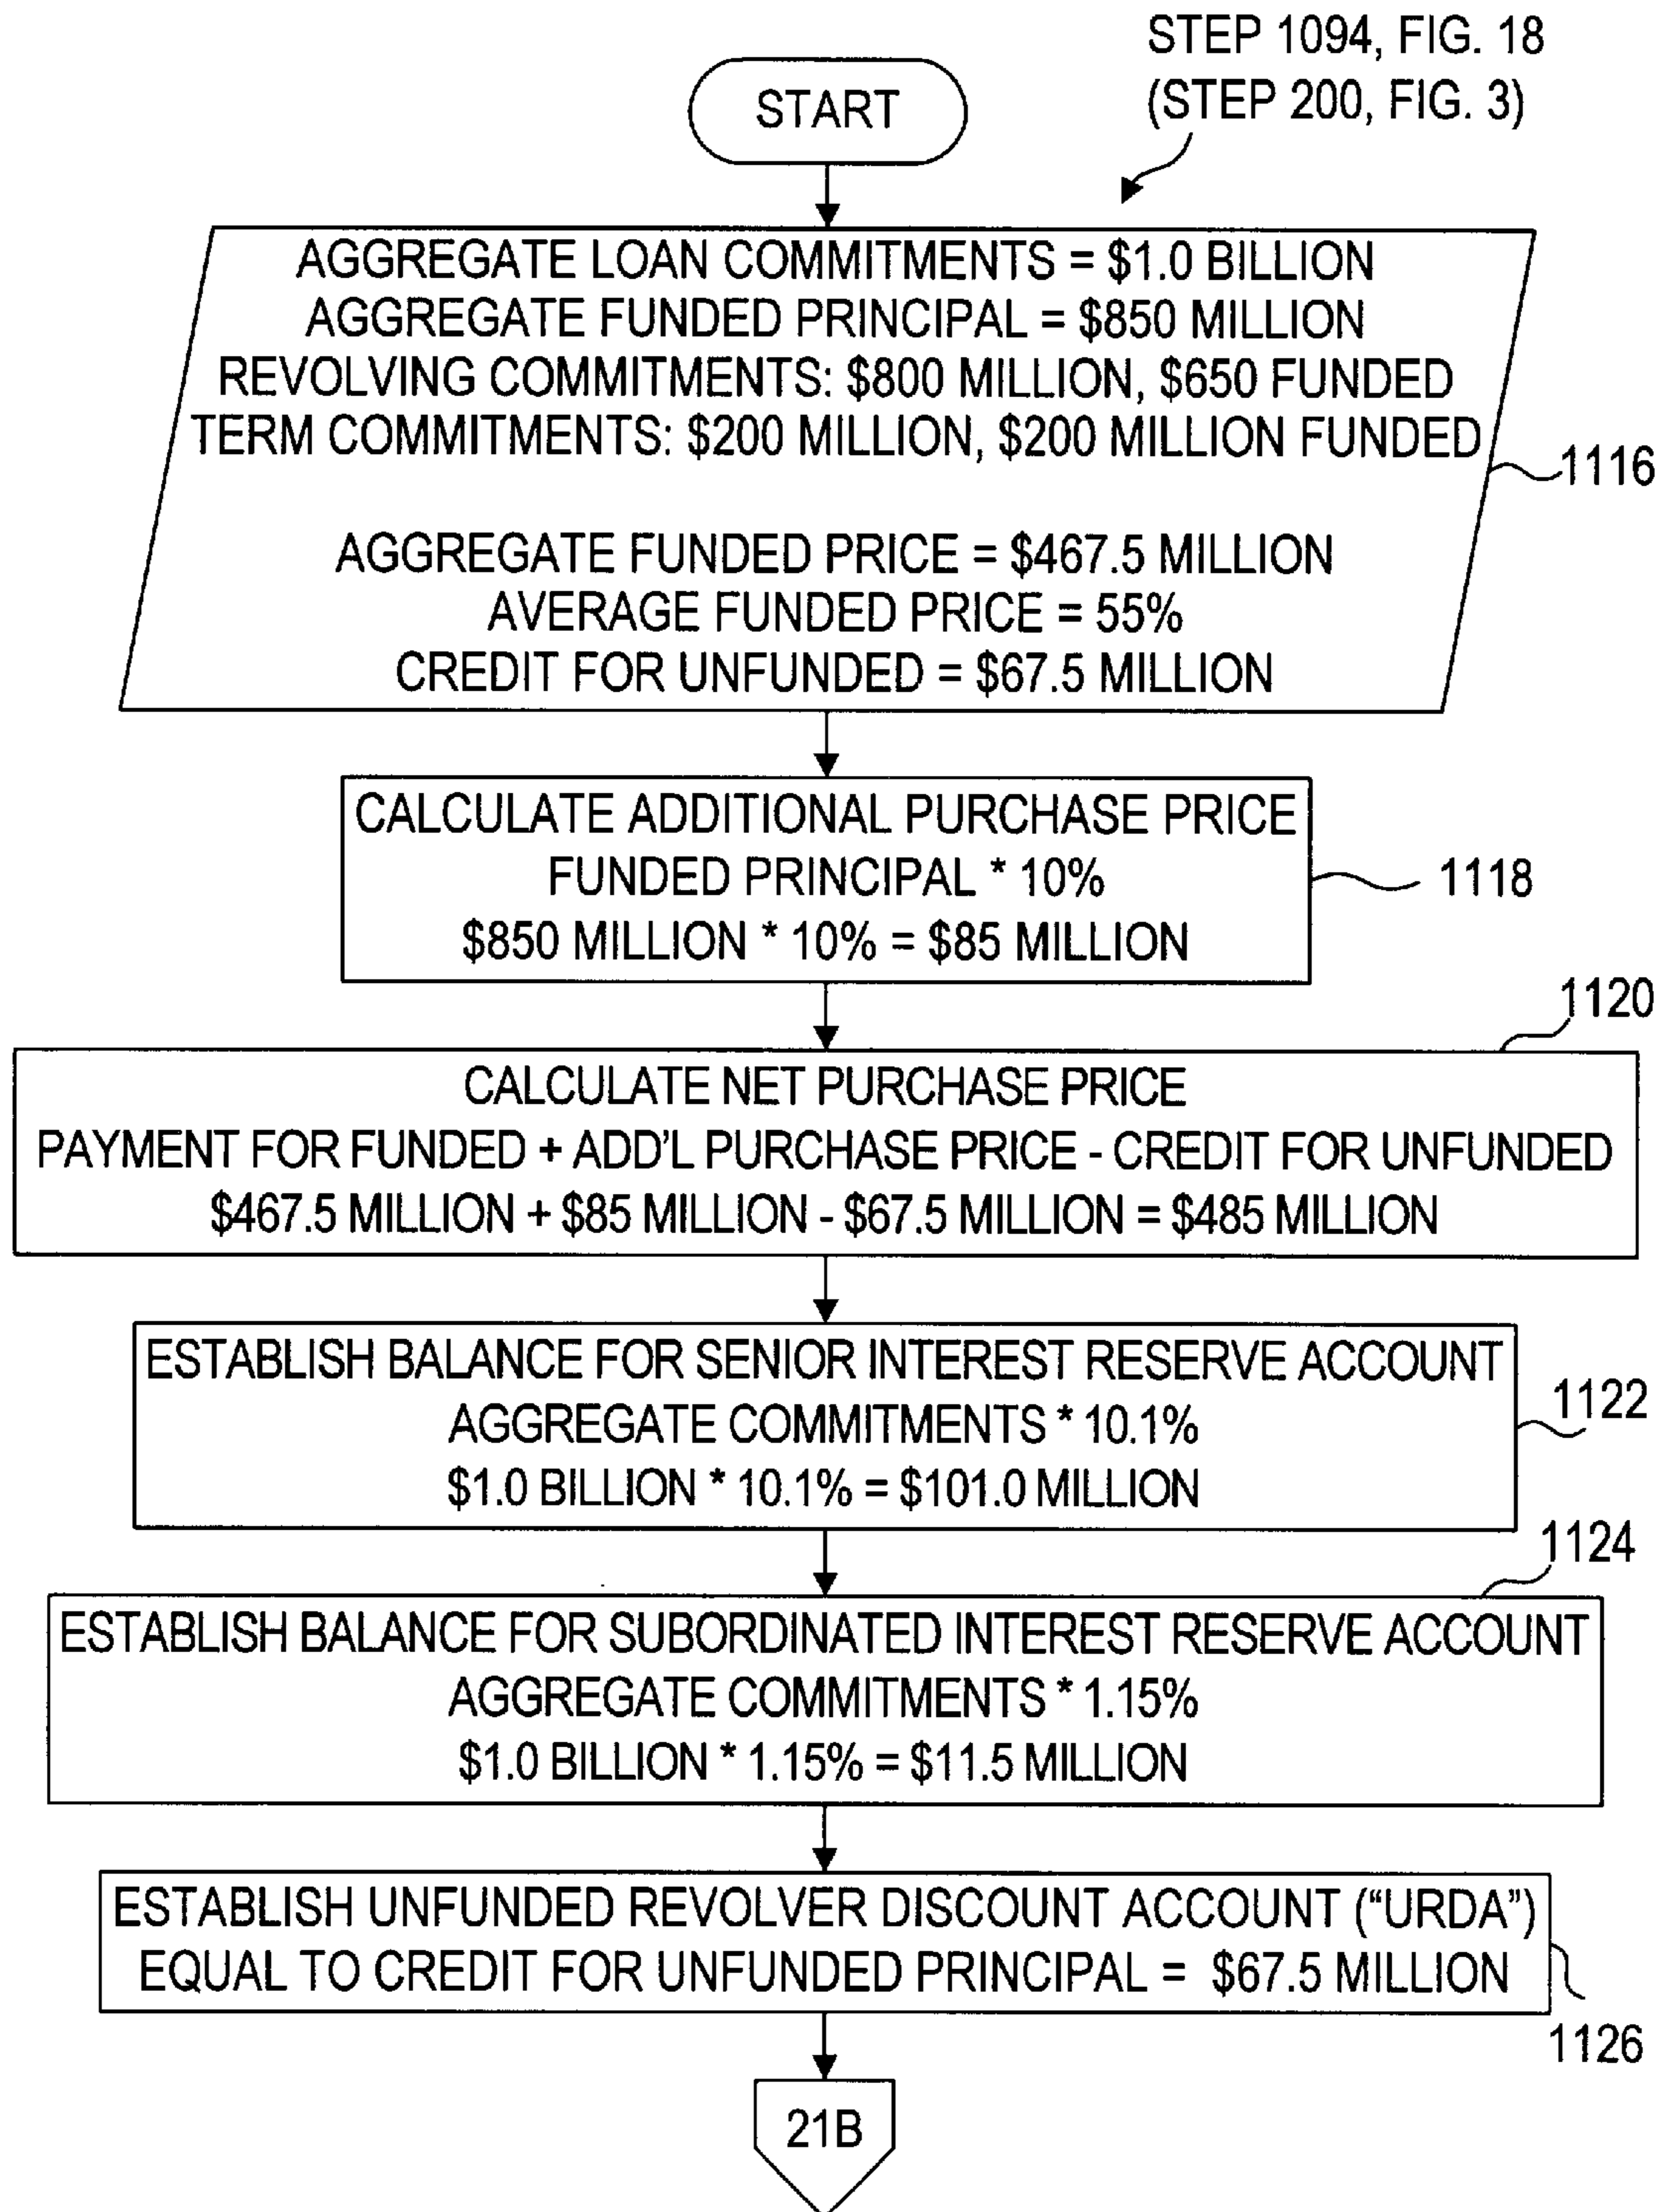 STEP 1094, FIG. 18
(STEP 200, FIG. 3)
START
AGGREGATE LOAN COMMITMENTS = $1.0 BILLION
AGGREGATE FUNDED PRINCIPAL = $850 MILLION
REVOLVING COMMITMENTS: $800 MILLION, $650 FUNDED
TERM COMMITMENTS: $200 MILLION, $200 MILLION FUNDED
1116
AGGREGATE FUNDED PRICE = $467.5 MILLION
AVERAGE FUNDED PRICE = 55%
CREDIT FOR UNFUNDED = $67.5 MILLION
CALCULATE ADDITIONAL PURCHASE PRICE
FUNDED PRINCIPAL * 10%
1118
$850 MILLION * 10% = $85 MILLION
1120
CALCULATE NET PURCHASE PRICE
PAYMENT FOR FUNDED + ADD'L PURCHASE PRICE - CREDIT FOR UNFUNDED
$467.5 MILLION + $85 MILLION - $67.5 MILLION = $485 MILLION
ESTABLISH BALANCE FOR SENIOR INTEREST RESERVE ACCOUNT
1122
AGGREGATE COMMITMENTS * 10.1%
$1.0 BILLION * 10.1% = $101.0 MILLION
1124
ESTABLISH BALANCE FOR SUBORDINATED INTEREST RESERVE ACCOUNT
AGGREGATE COMMITMENTS * 1.15%
$1.0 BILLION * 1.15% = $11.5 MILLION
ESTABLISH UNFUNDED REVOLVER DISCOUNT ACCOUNT (“URDA”)
EQUAL TO CREDIT FOR UNFUNDED PRINCIPAL = $67.5 MILLION
1126
21B